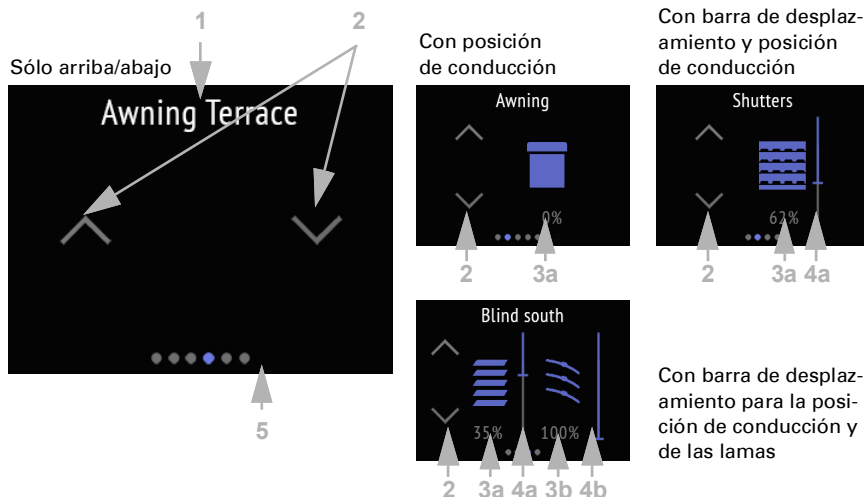 1
2
Sólo arriba/abajo
Awning Terrace
5
Con posición
de conducción
Awning
0%
2
3a
Con barra de desplaz-
amiento y posición
de conducción
Shutters
62%
2
3a
4a
Blind south
35%
100%
2
3a
4a
3b
4b
Con barra de desplaz-
amiento para la posi-
ción de conducción y
de las lamas